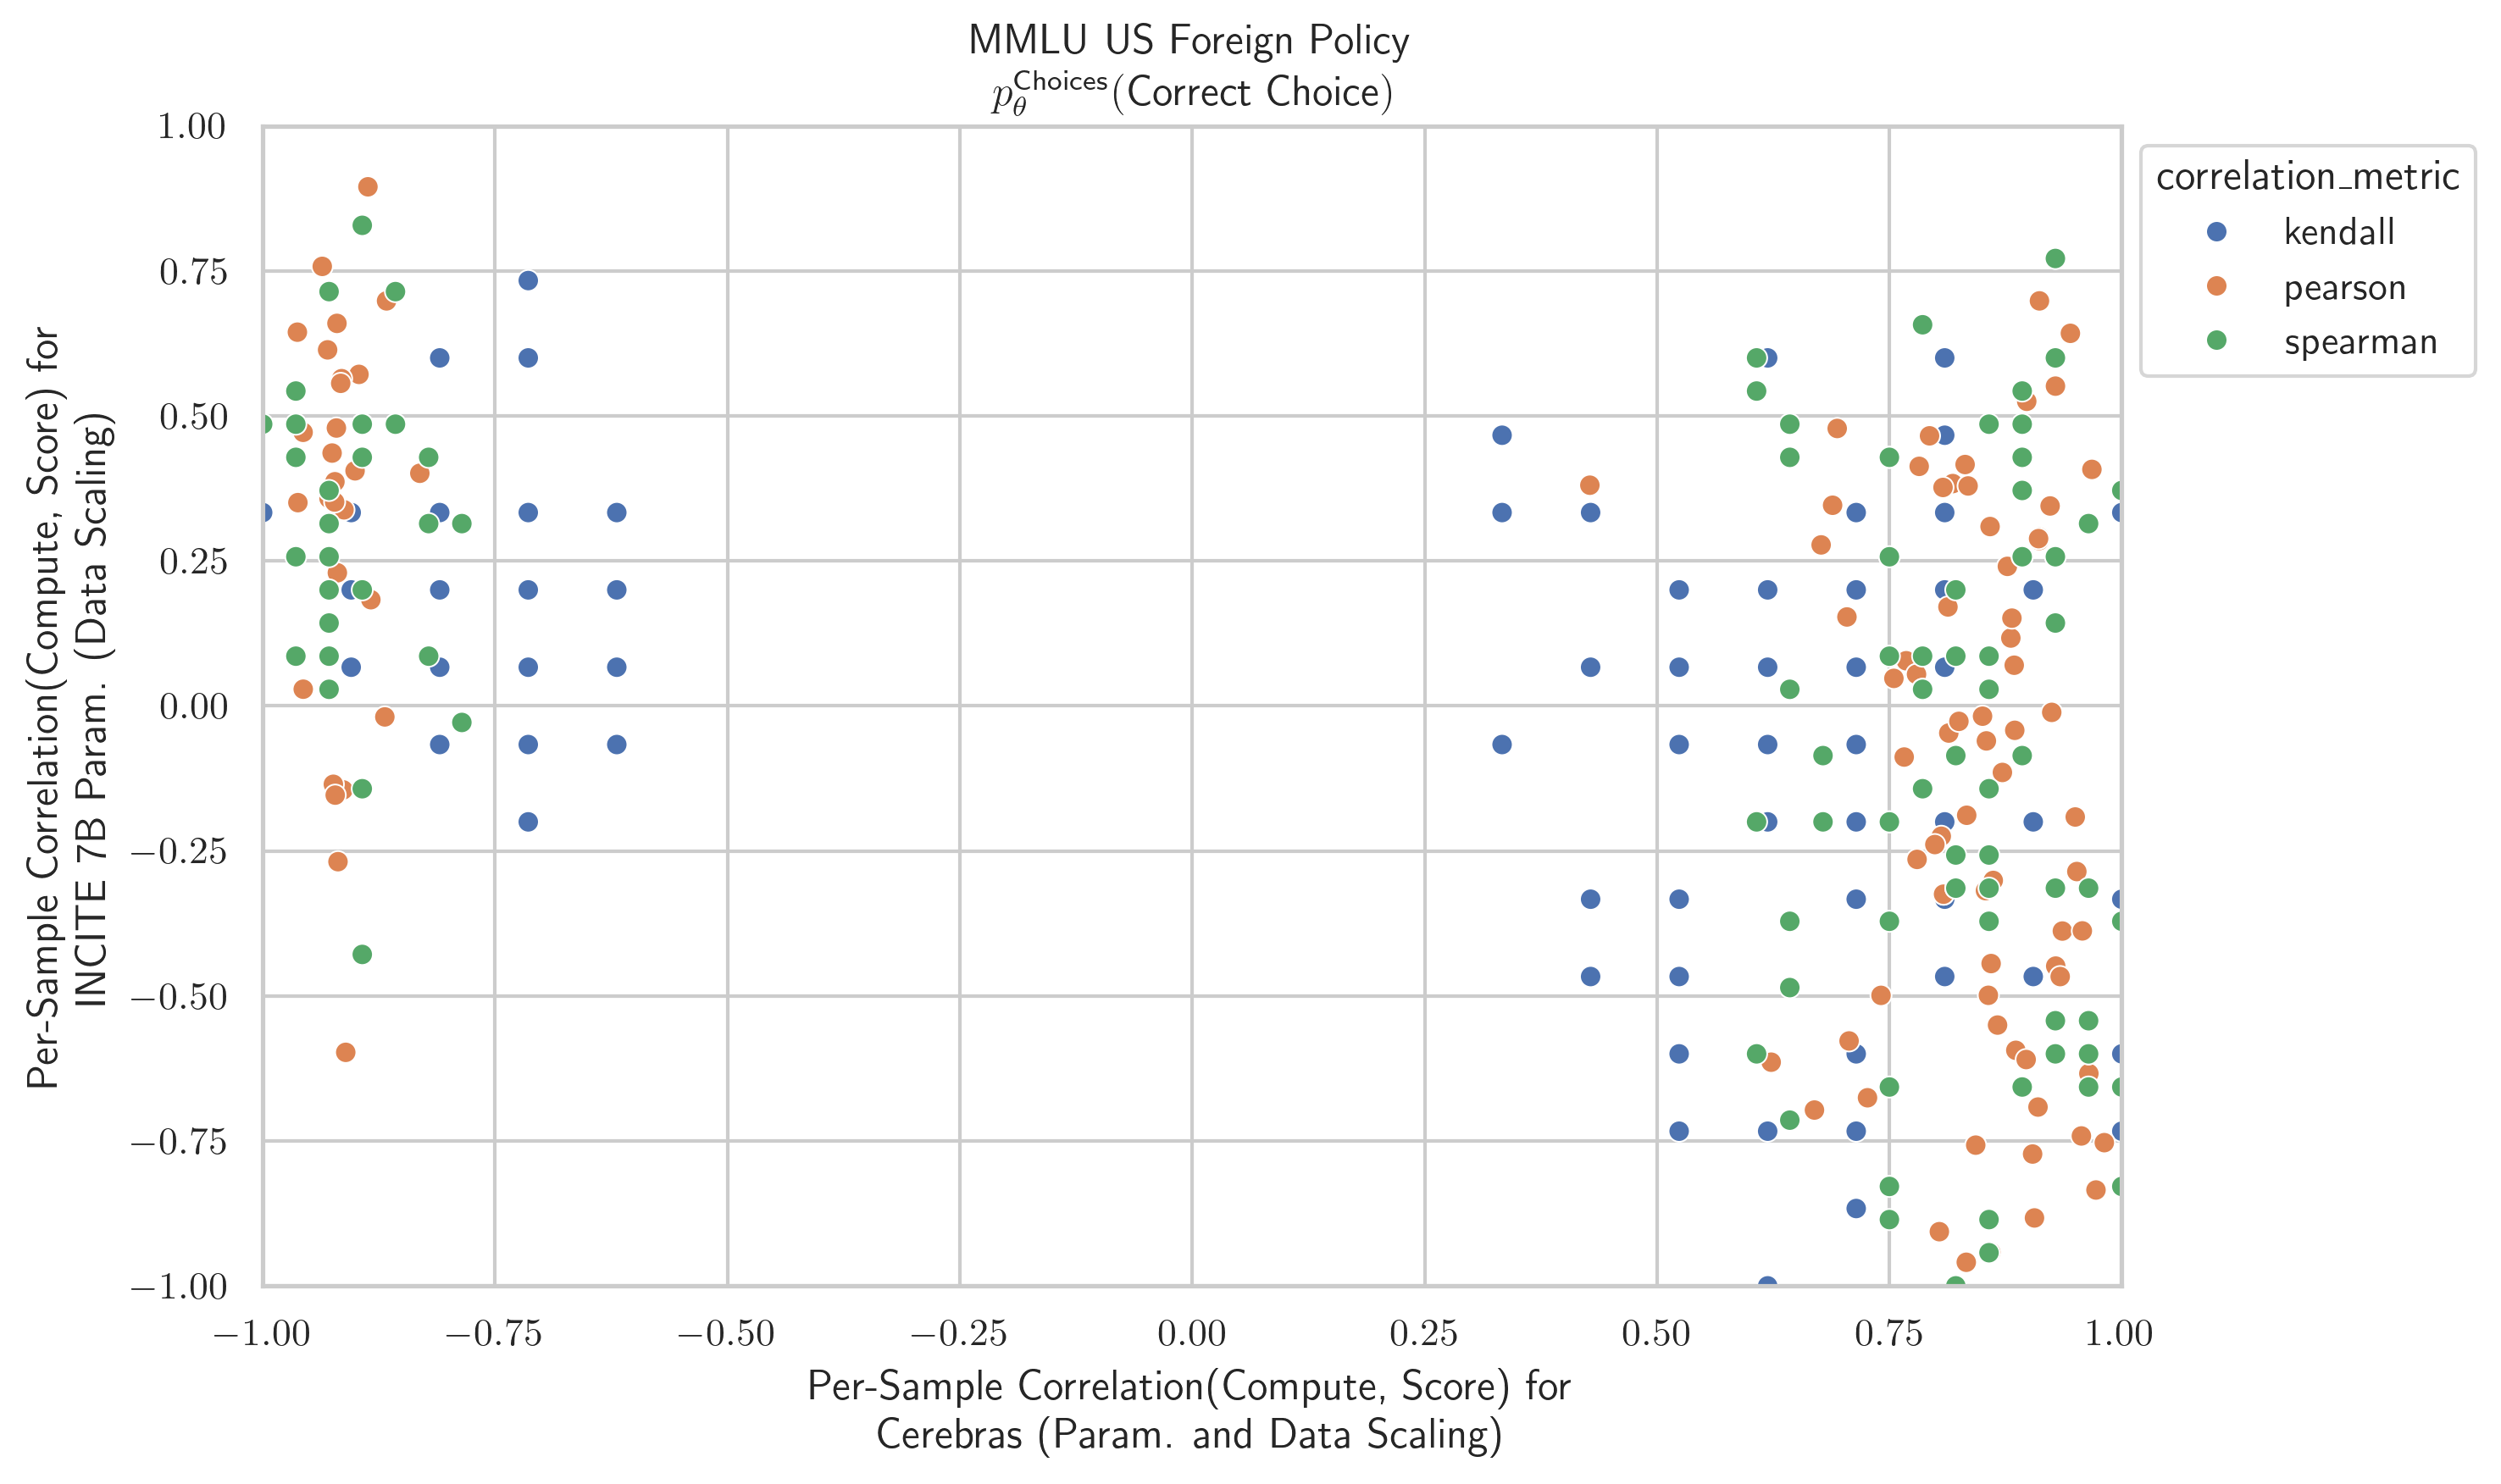 MMLU US Foreign Policy
p_θ^Choices(Correct Choice)
1.00
0.75
0.50
0.25
0.00
−0.25
−0.50
−0.75
−1.00
Per-Sample Correlation(Compute, Score) for
INCITE 7B Param. (Data Scaling)
−1.00 −0.75 −0.50 −0.25 0.00 0.25 0.50 0.75 1.00
Per-Sample Correlation(Compute, Score) for
Cerebras (Param. and Data Scaling)
correlation_metric
kendall
pearson
spearman